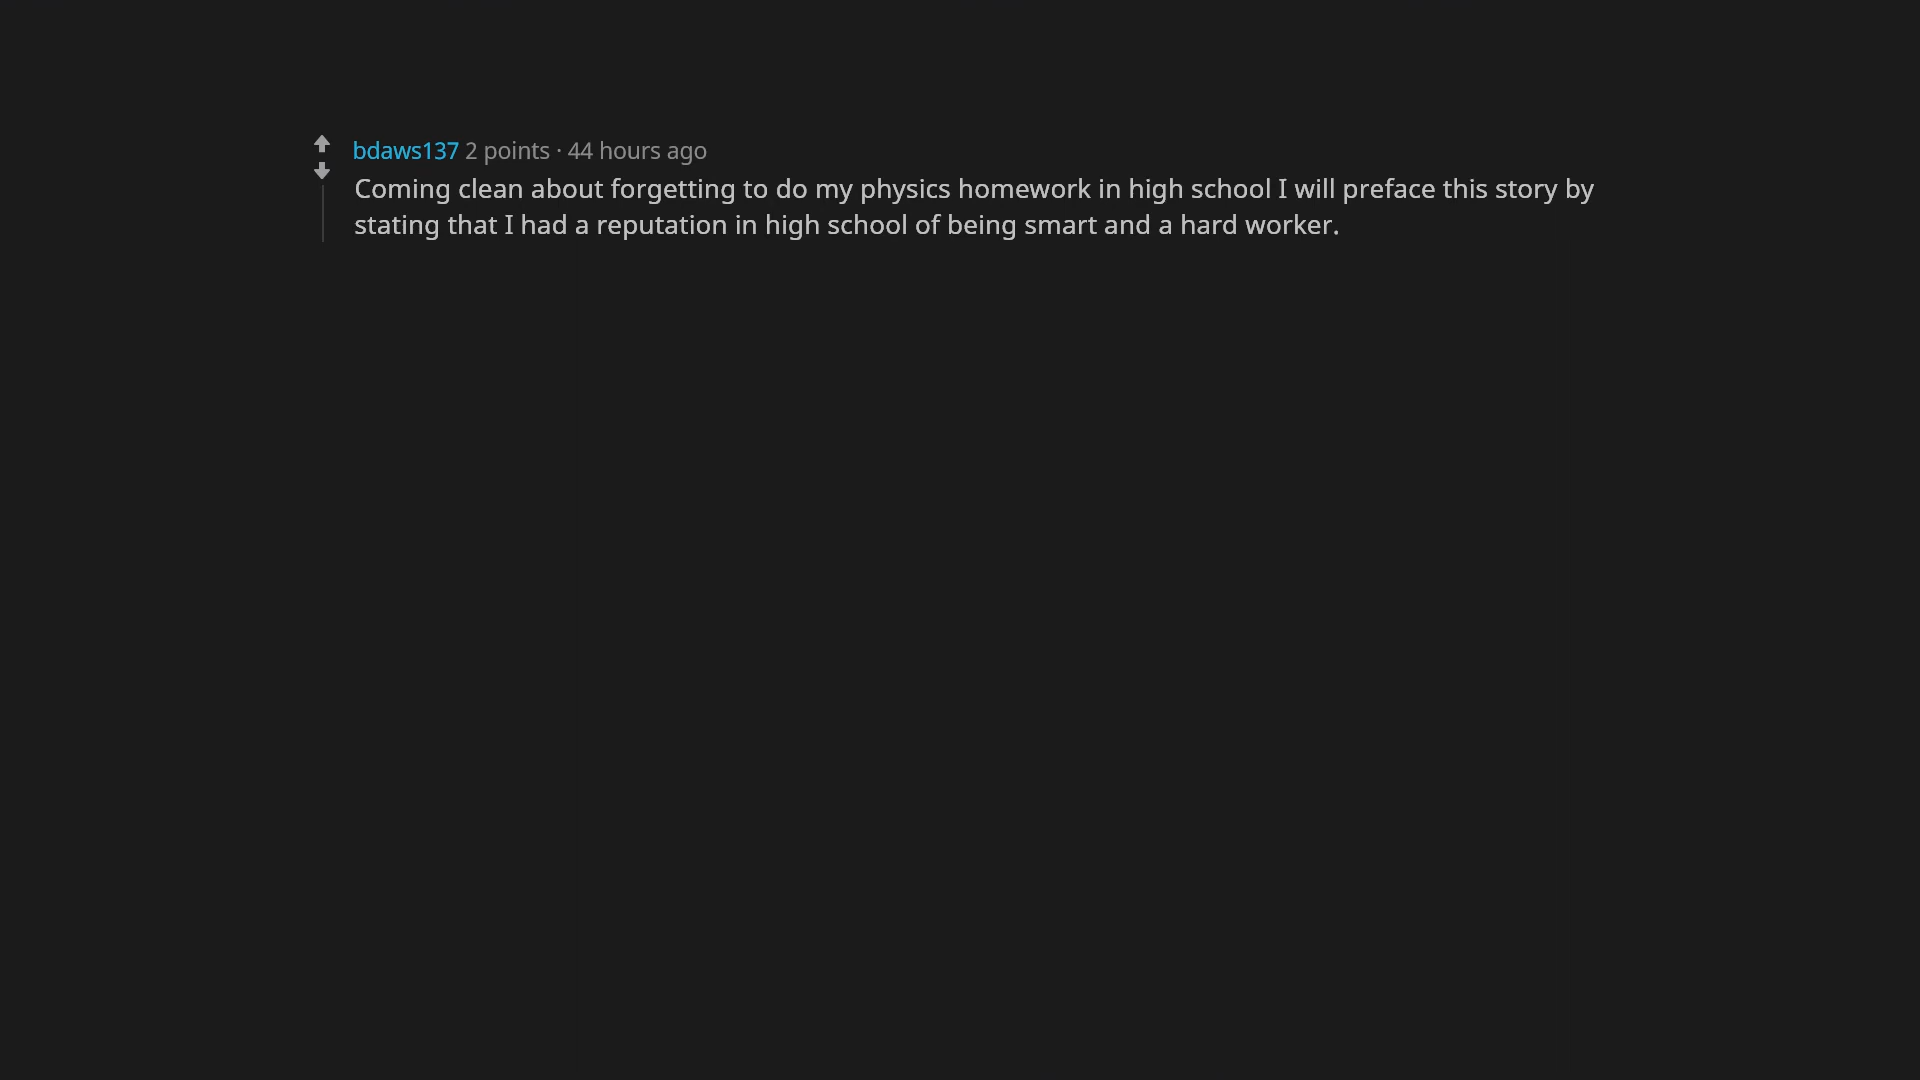 bdaws137 2 points · 44 hours ago
Coming clean about forgetting to do my physics homework in high school I will preface this story by
stating that I had a reputation in high school of being smart and a hard worker.